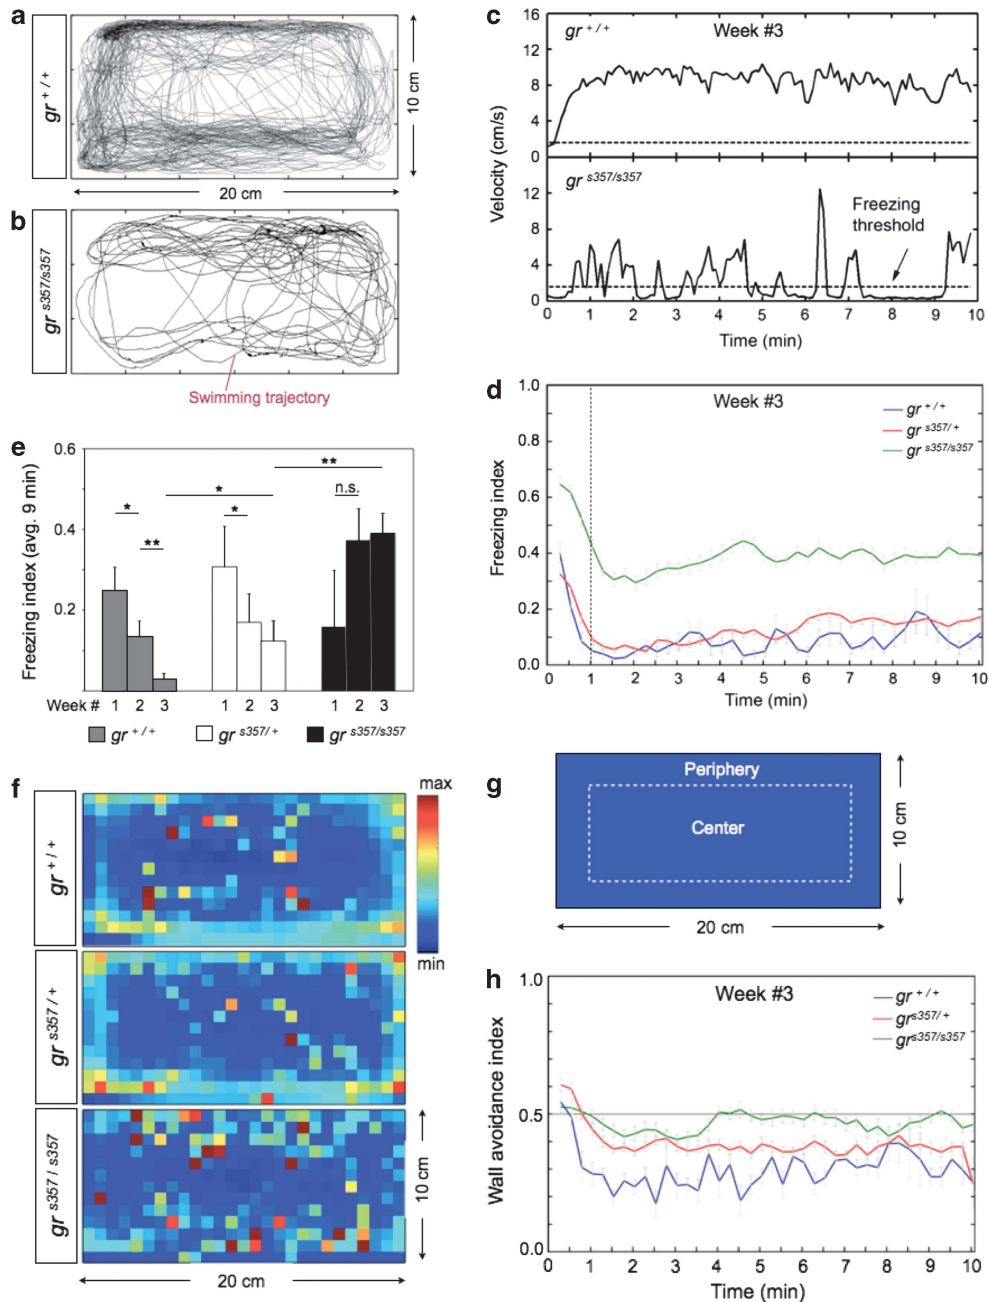 a
gr +/+
10 cm
20 cm
b
gr s357/s357
Swimming trajectory
c
gr +/+
Week #3
16
12
8
4
0
Velocity (cm/s)
gr s357/s357
Freezing
threshold
12
8
4
0
0 1 2 3 4 5 6 7 8 9 10
Time (min)
d
Week #3
gr +/+
gr s357/+
gr s357/s357
1.0
0.8
0.6
0.4
0.2
0.0
Freezing index
0 1 2 3 4 5 6 7 8 9 10
Time (min)
e
0.6
0.4
0.2
Freezing index (avg. 9 min)
**
*
n.s.
*
*
**
Week # 1 2 3 1 2 3 1 2 3
gr +/+
gr s357/+
gr s357/s357
f
gr +/+
max
min
gr s357/+
gr s357/s357
10 cm
20 cm
g
Periphery
Center
10 cm
20 cm
h
Week #3
gr +/+
gr s357/+
gr s357/s357
1.0
0.5
0.0
Wall avoidance index
0 1 2 3 4 5 6 7 8 9 10
Time (min)